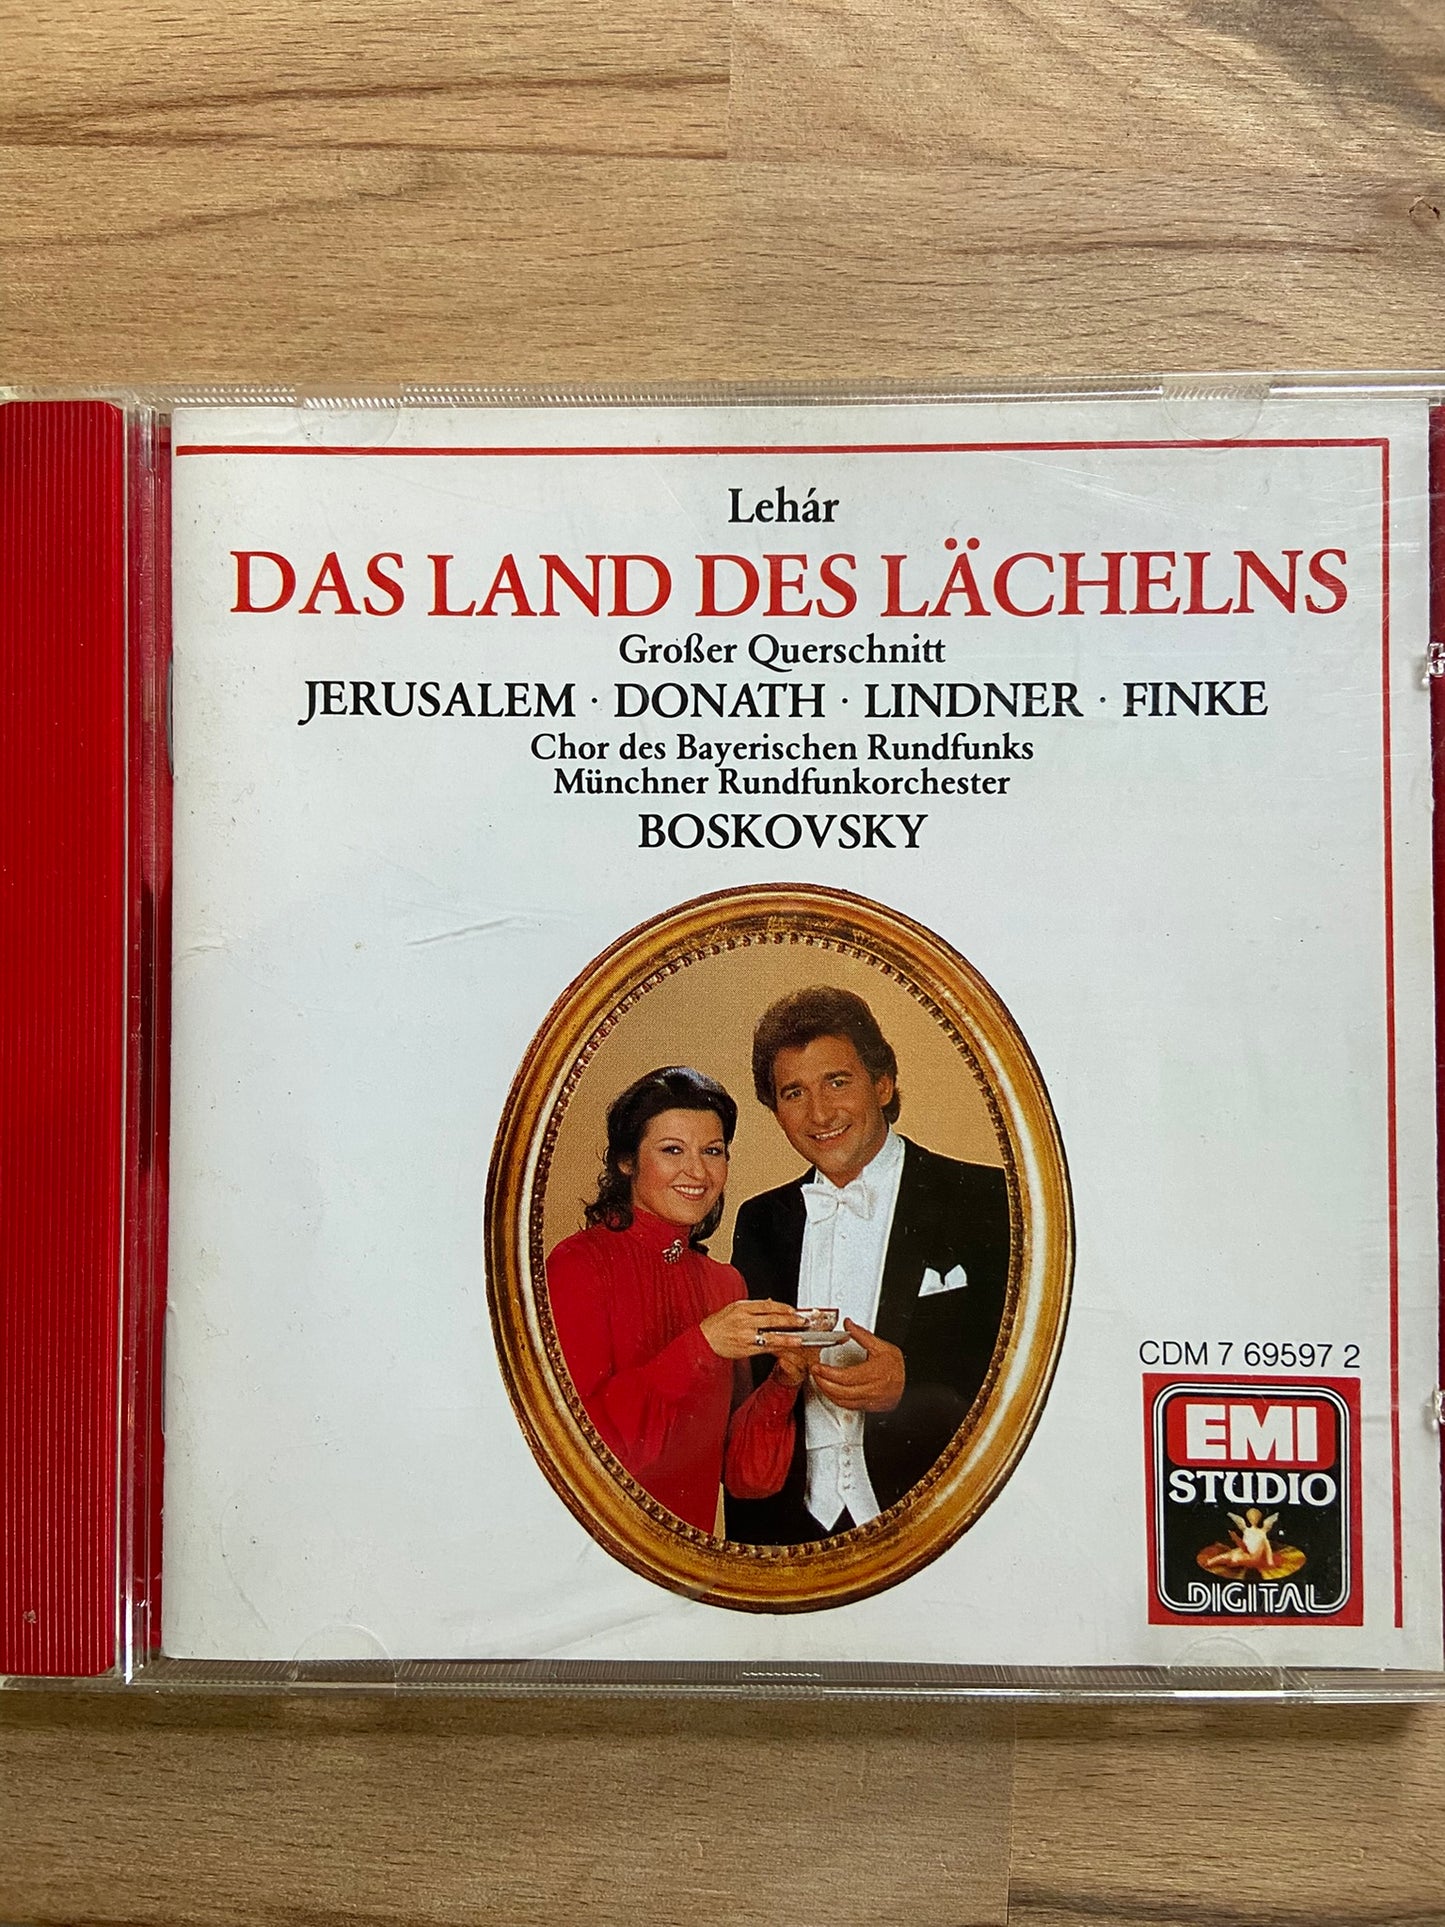 Lehár
DAS LAND DES LÄCHELNS
Großer Querschnitt
JERUSALEM · DONATH · LINDNER · FINKE
Chor des Bayerischen Rundfunks
Münchner Rundfunkorchester
BOSKOVSKY
CDM 7 69597 2
EMI
STUDIO
DIGITAL